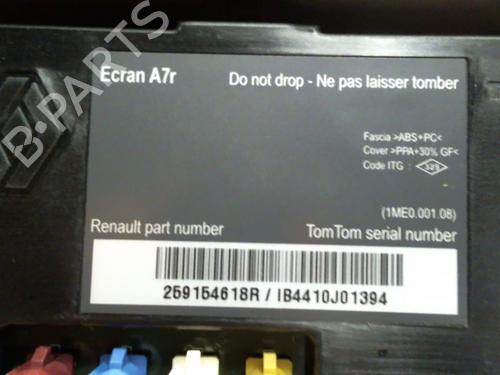 B-PARTS
Ecran A7r
Do not drop - Ne pas laisser tomber
Fascia >ABS+PC<
Cover >PPA+30% GF<
Code ITG :
(1ME0.001.08)
Renault part number
TomTom serial number
259154618R / IB4410J01394